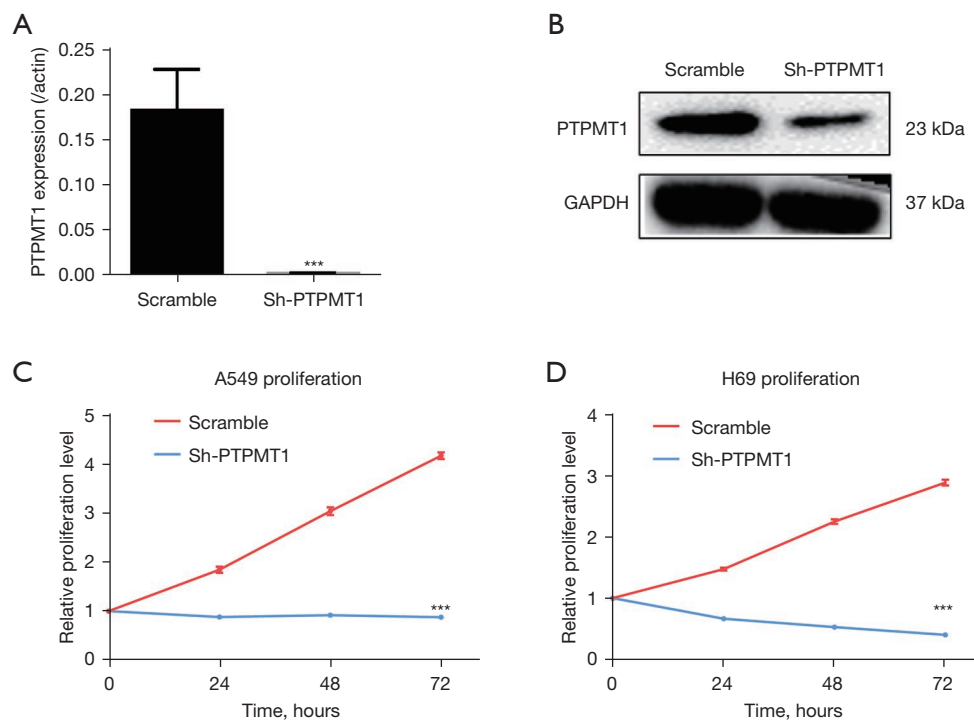 A
PTPMT1 expression (/actin)
0.25
0.20
0.15
0.10
0.05
0.00
***
Scramble Sh-PTPMT1
B
Scramble Sh-PTPMT1
PTPMT1 23 kDa
GAPDH 37 kDa
C
A549 proliferation
Relative proliferation level
5
4
3
2
1
0
Scramble
Sh-PTPMT1
***
0 24 48 72
Time, hours
D
H69 proliferation
Relative proliferation level
4
3
2
1
0
Scramble
Sh-PTPMT1
***
0 24 48 72
Time, hours